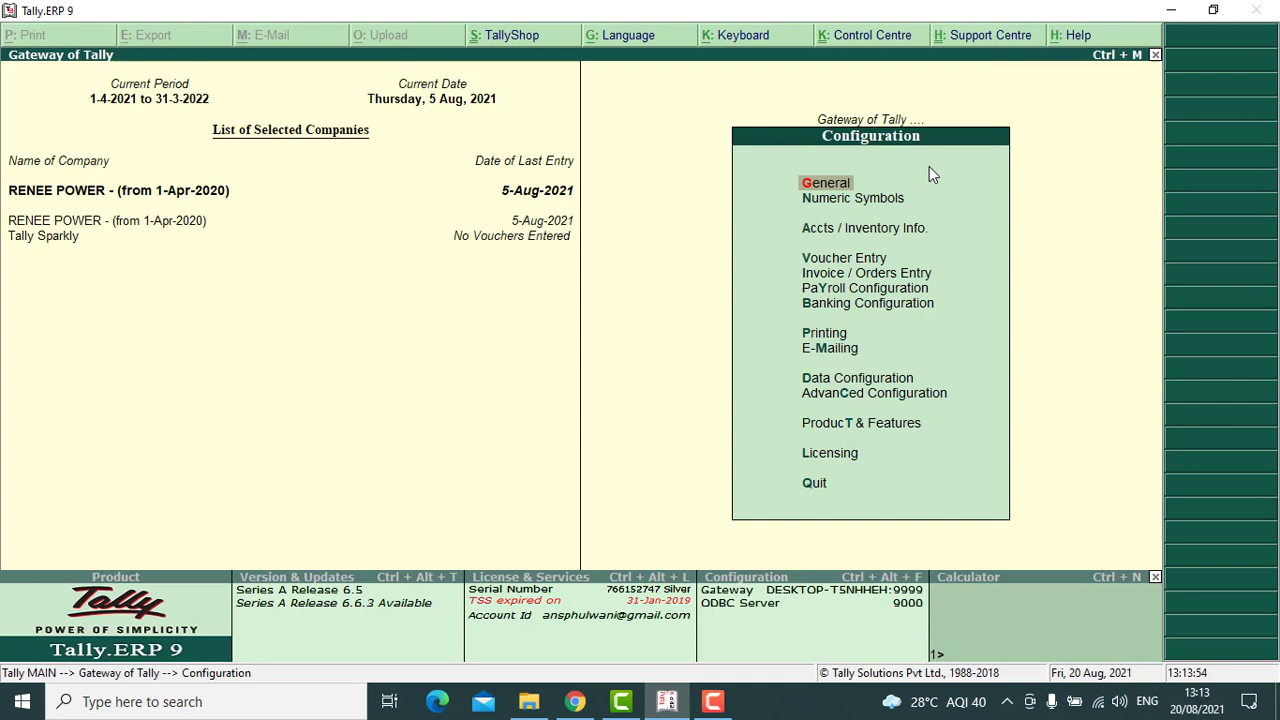 Tally.ERP 9
P: Print
E: Export
M: E-Mail
O: Upload
S: TallyShop
G: Language
K: Keyboard
K: Control Centre
H: Support Centre
H: Help
Gateway of Tally
Ctrl + M
Current Period
1-4-2021 to 31-3-2022
Current Date
Thursday, 5 Aug, 2021
List of Selected Companies
Name of Company
Date of Last Entry
RENEE POWER - (from 1-Apr-2020)
5-Aug-2021
RENEE POWER - (from 1-Apr-2020)
5-Aug-2021
Tally Sparkly
No Vouchers Entered
Gateway of Tally ....
Configuration
General
Numeric Symbols
Accts / Inventory Info.
Voucher Entry
Invoice / Orders Entry
PaYroll Configuration
Banking Configuration
Printing
E-Mailing
Data Configuration
AdvanCed Configuration
ProducT & Features
Licensing
Quit
Product
Tally
POWER OF SIMPLICITY
Tally.ERP 9
Version & Updates
Ctrl + Alt + T
Series A Release 6.5
Series A Release 6.6.3 Available
License & Services
Ctrl + Alt + L
Serial Number
766152747 Silver
TSS expired on
31-Jan-2019
Account Id
ansphulwani@gmail.com
Configuration
Ctrl + Alt + F
Gateway
DESKTOP-T5NHHEH:9999
ODBC Server
9000
Calculator
Ctrl + N
1>
Tally MAIN --> Gateway of Tally --> Configuration
© Tally Solutions Pvt Ltd., 1988-2018
Fri, 20 Aug, 2021
13:13:54
Type here to search
28°C AQI 40
ENG
13:13
20/08/2021